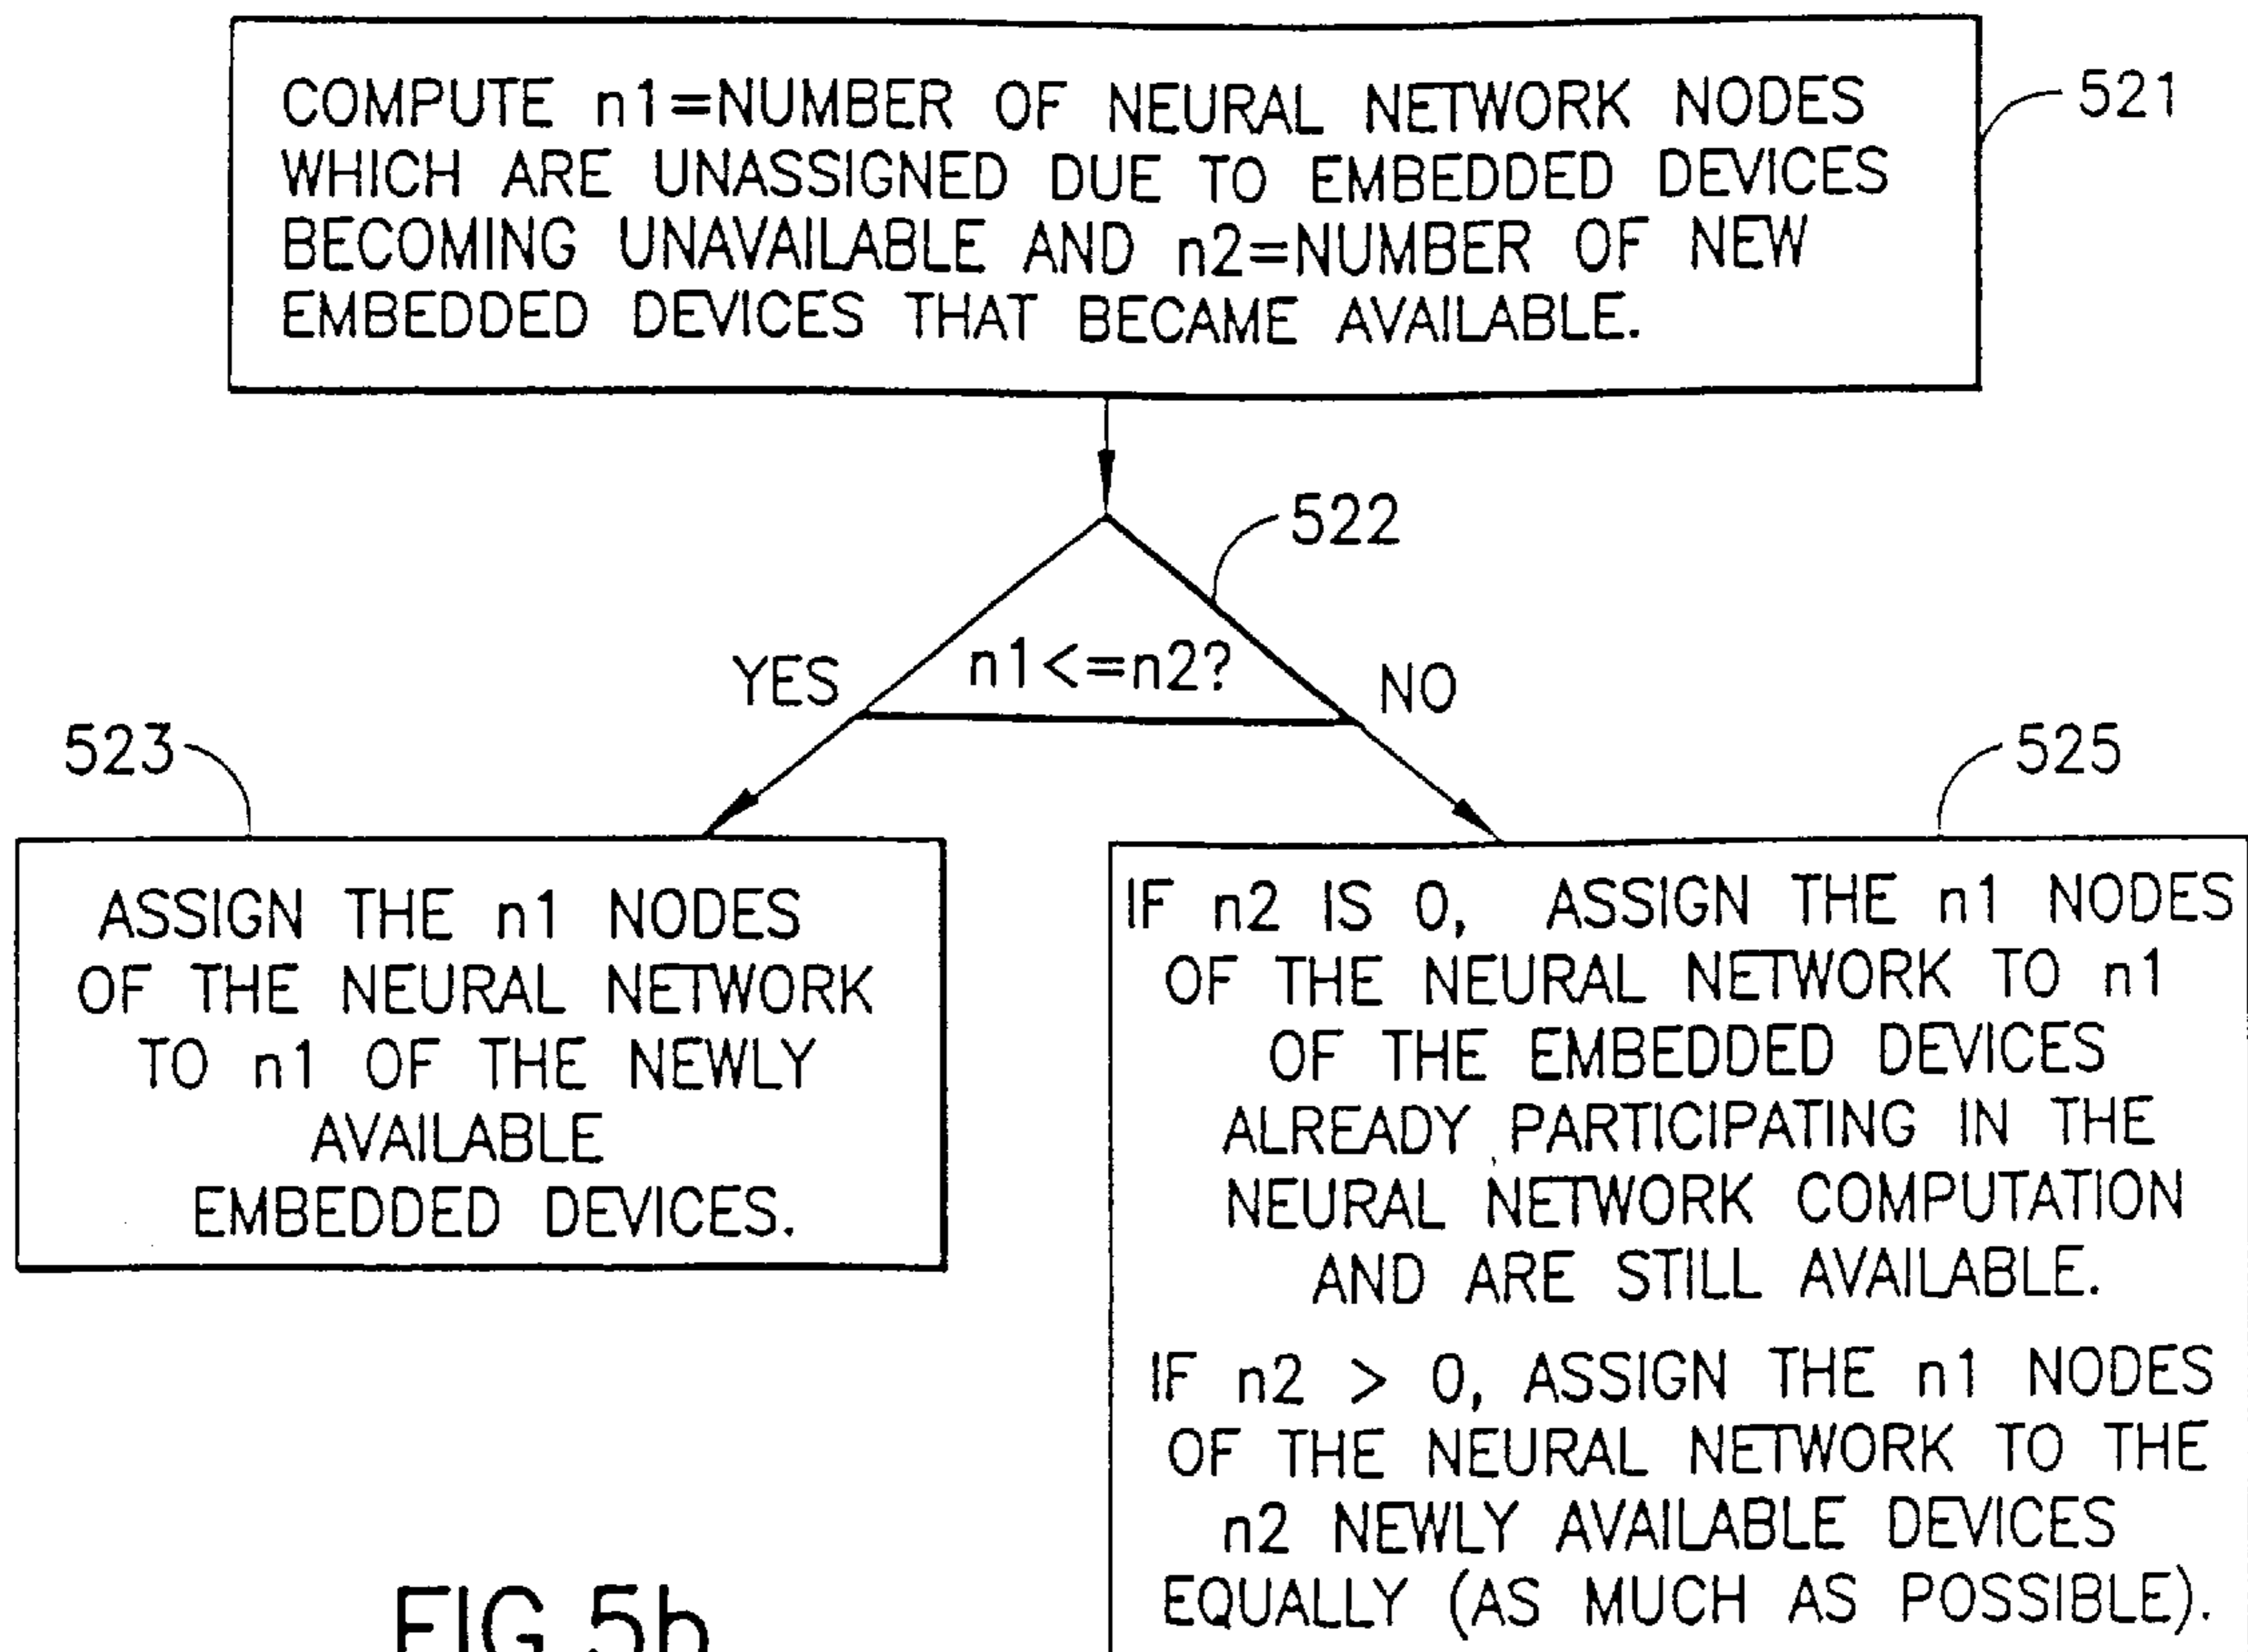 COMPUTE n1=NUMBER OF NEURAL NETWORK NODES
WHICH ARE UNASSIGNED DUE TO EMBEDDED DEVICES
BECOMING UNAVAILABLE AND n2=NUMBER OF NEW
EMBEDDED DEVICES THAT BECAME AVAILABLE.
521
522
n1<=n2?
YES
NO
523
525
ASSIGN THE n1 NODES
OF THE NEURAL NETWORK
TO n1 OF THE NEWLY
AVAILABLE
EMBEDDED DEVICES.
IF n2 IS 0, ASSIGN THE n1 NODES
OF THE NEURAL NETWORK TO n1
OF THE EMBEDDED DEVICES
ALREADY PARTICIPATING IN THE
NEURAL NETWORK COMPUTATION
AND ARE STILL AVAILABLE.
IF n2 > 0, ASSIGN THE n1 NODES
OF THE NEURAL NETWORK TO THE
n2 NEWLY AVAILABLE DEVICES
EQUALLY (AS MUCH AS POSSIBLE).
FIG.5b